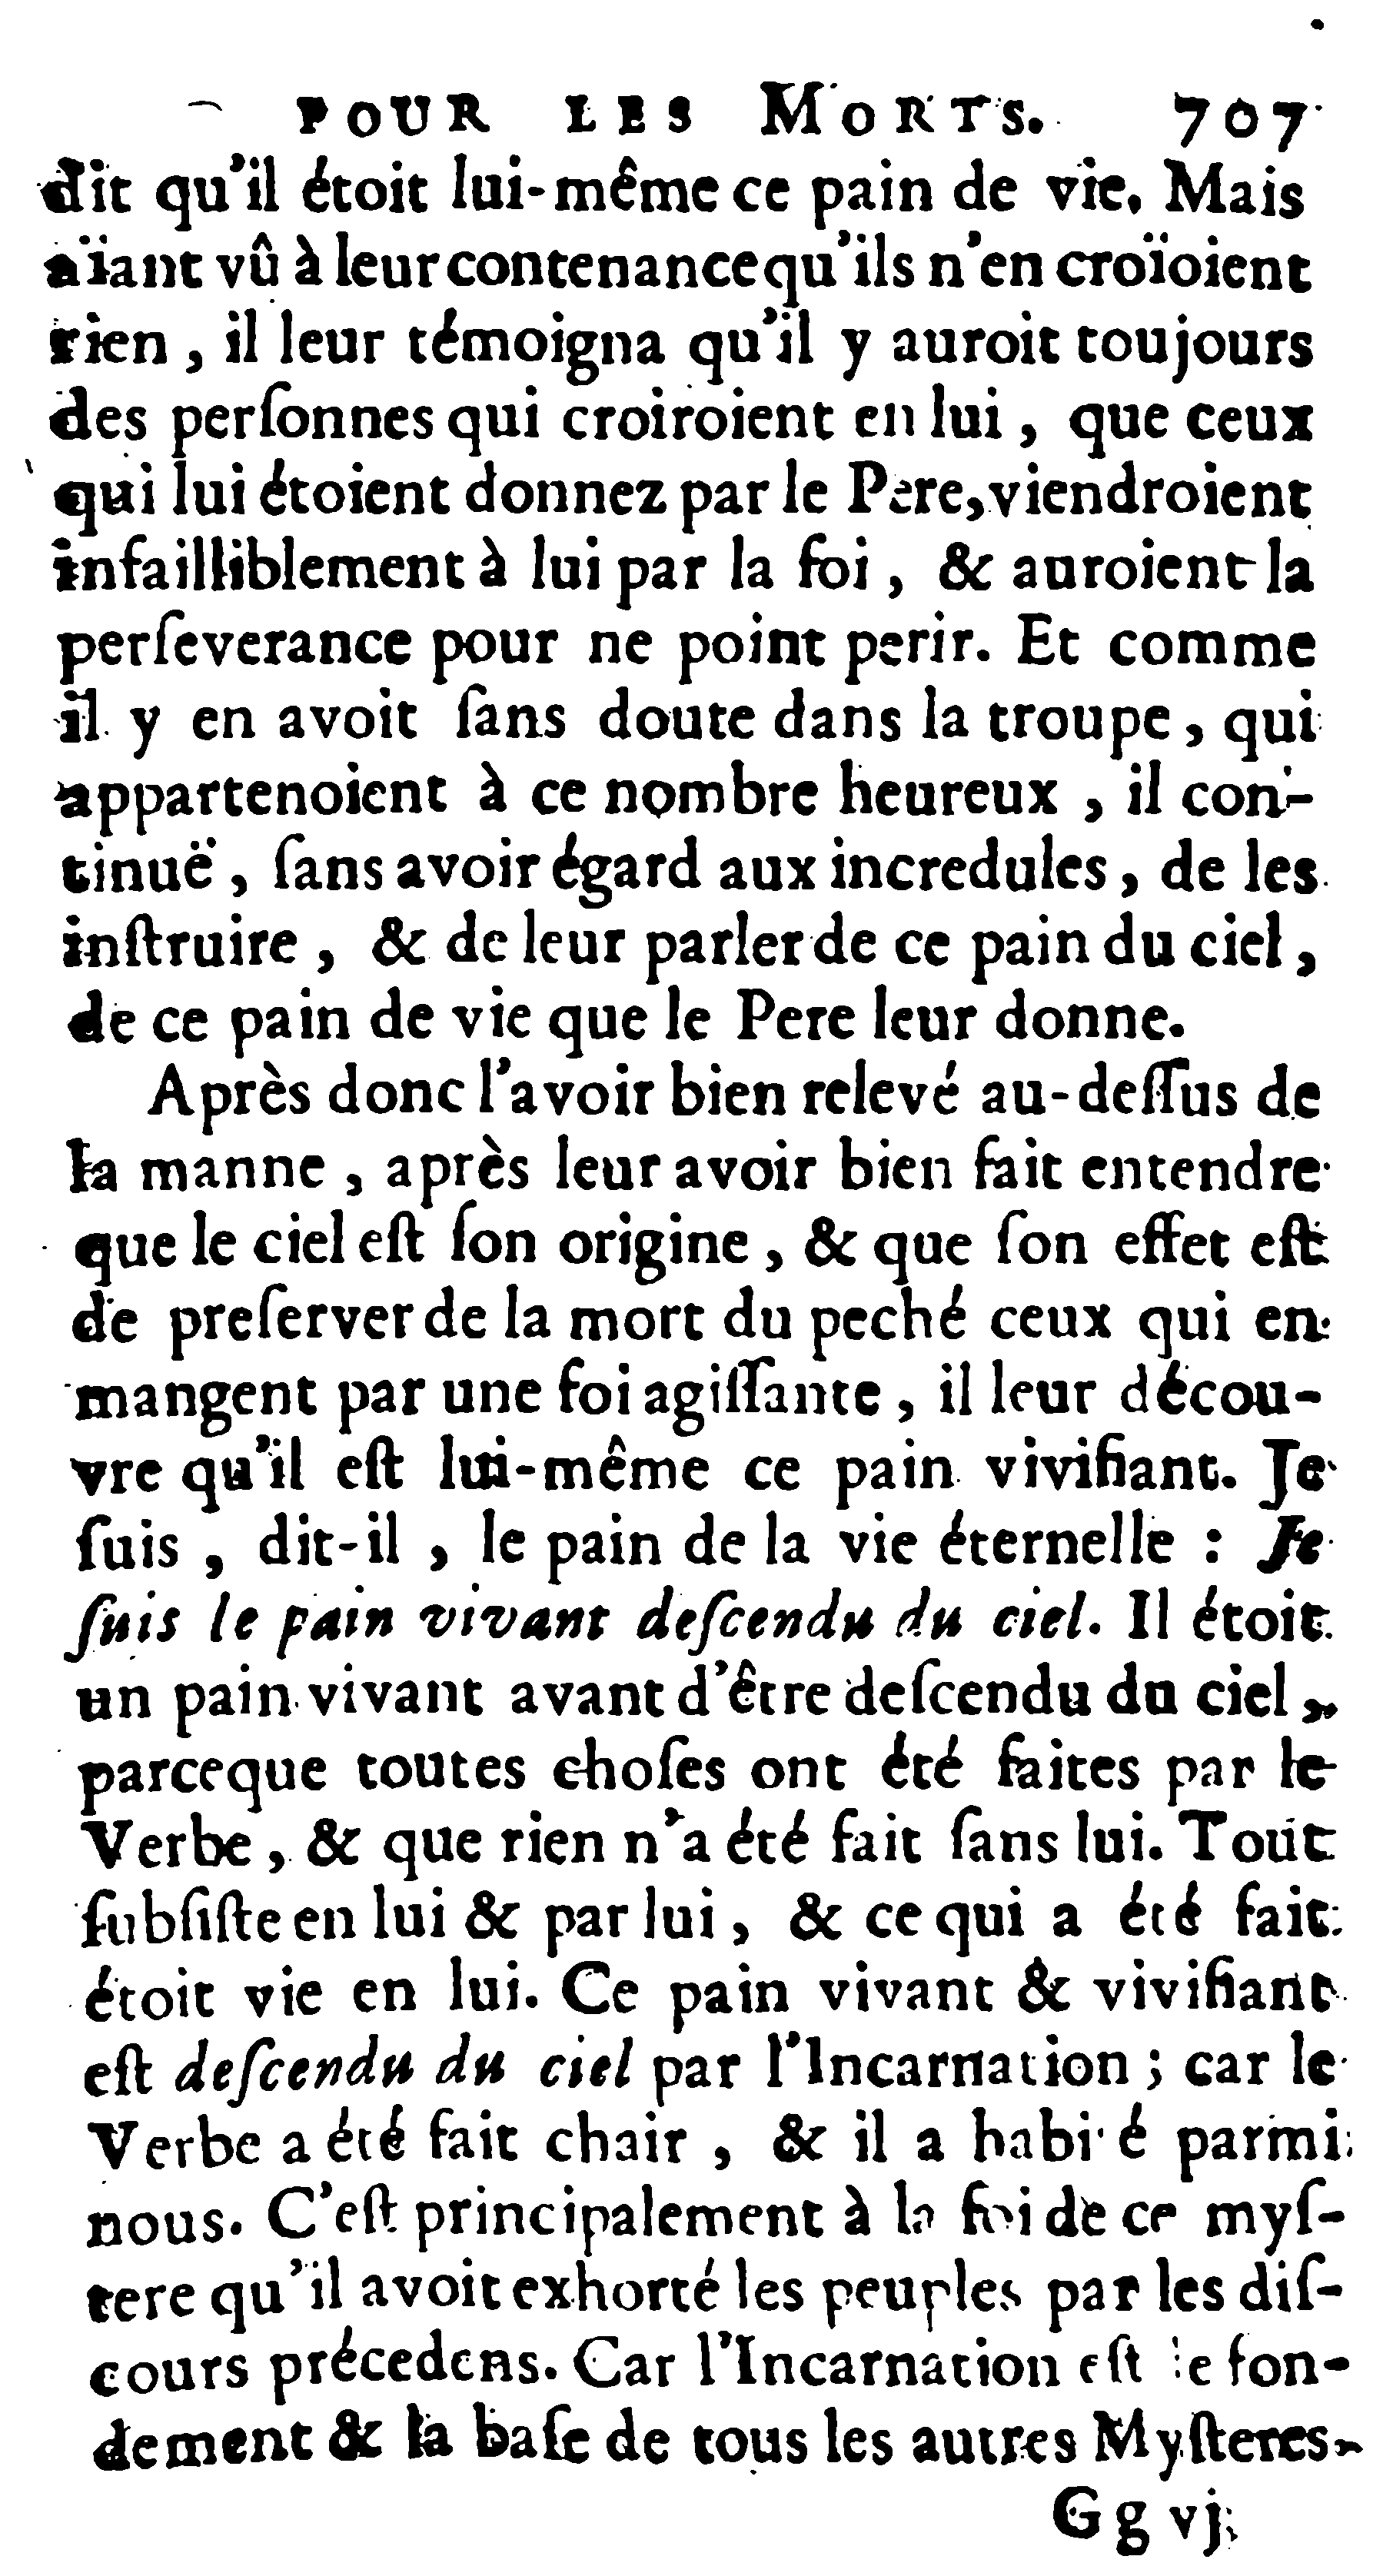 POUR LES MORTS. 707
dit qu'il étoit lui-même ce pain de vie. Mais
aïant vû à leur contenance qu'ils n'en croïoient
rien, il leur témoigna qu'il y auroit toujours
des perſonnes qui croiroient en lui, que ceux
qui lui étoient donnez par le Pere, viendroient
infailliblement à lui par la foi, & auroient la
perſeverance pour ne point perir. Et comme
il y en avoit ſans doute dans la troupe, qui
appartenoient à ce nombre heureux, il con-
tinuë, ſans avoir égard aux incredules, de les
inſtruire, & de leur parler de ce pain du ciel,
de ce pain de vie que le Pere leur donne.
Après donc l'avoir bien relevé au-deſſus de
la manne, après leur avoir bien fait entendre
que le ciel eſt ſon origine, & que ſon effet eſt
de preſerver de la mort du peché ceux qui en
mangent par une foi agiſſante, il leur décou-
vre qu'il eſt lui-même ce pain vivifiant. Je
ſuis, dit-il, le pain de la vie éternelle : Je
ſuis le pain vivant deſcendu du ciel. Il étoit
un pain vivant avant d'être deſcendu du ciel,
parceque toutes choſes ont été faites par le
Verbe, & que rien n'a été fait ſans lui. Tout
ſubſiſte en lui & par lui, & ce qui a été fait
étoit vie en lui. Ce pain vivant & vivifiant
eſt deſcendu du ciel par l'Incarnation ; car le
Verbe a été fait chair, & il a habité parmi
nous. C'eſt principalement à la foi de ce myſ-
tere qu'il avoit exhorté les peuples par les diſ-
cours précedens. Car l'Incarnation eſt le fon-
dement & la baſe de tous les autres Myſteres.
Gg vj